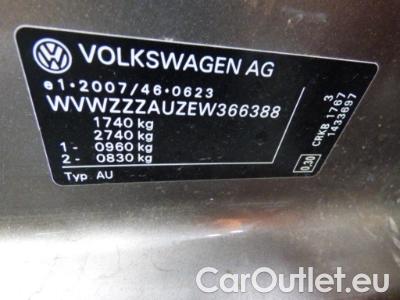 VOLKSWAGEN AG
e1*2007/46*0623
WVWZZZAUZEW366388
1740 kg
2740 kg
1- 0960 kg
2- 0830 kg
Typ AU
0,30
CRKB 1767 3
1433697
CarOutlet.eu